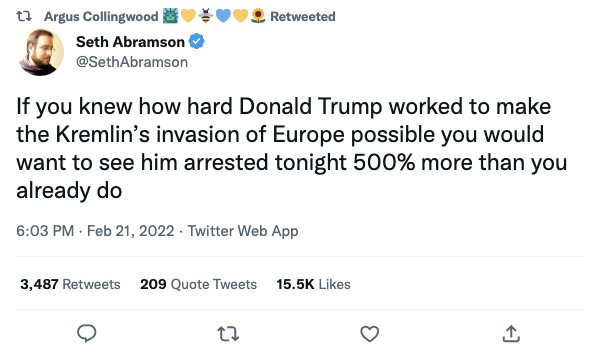 Argus Collingwood Retweeted
Seth Abramson
@SethAbramson
If you knew how hard Donald Trump worked to make
the Kremlin’s invasion of Europe possible you would
want to see him arrested tonight 500% more than you
already do
6:03 PM · Feb 21, 2022 · Twitter Web App
3,487 Retweets 209 Quote Tweets 15.5K Likes